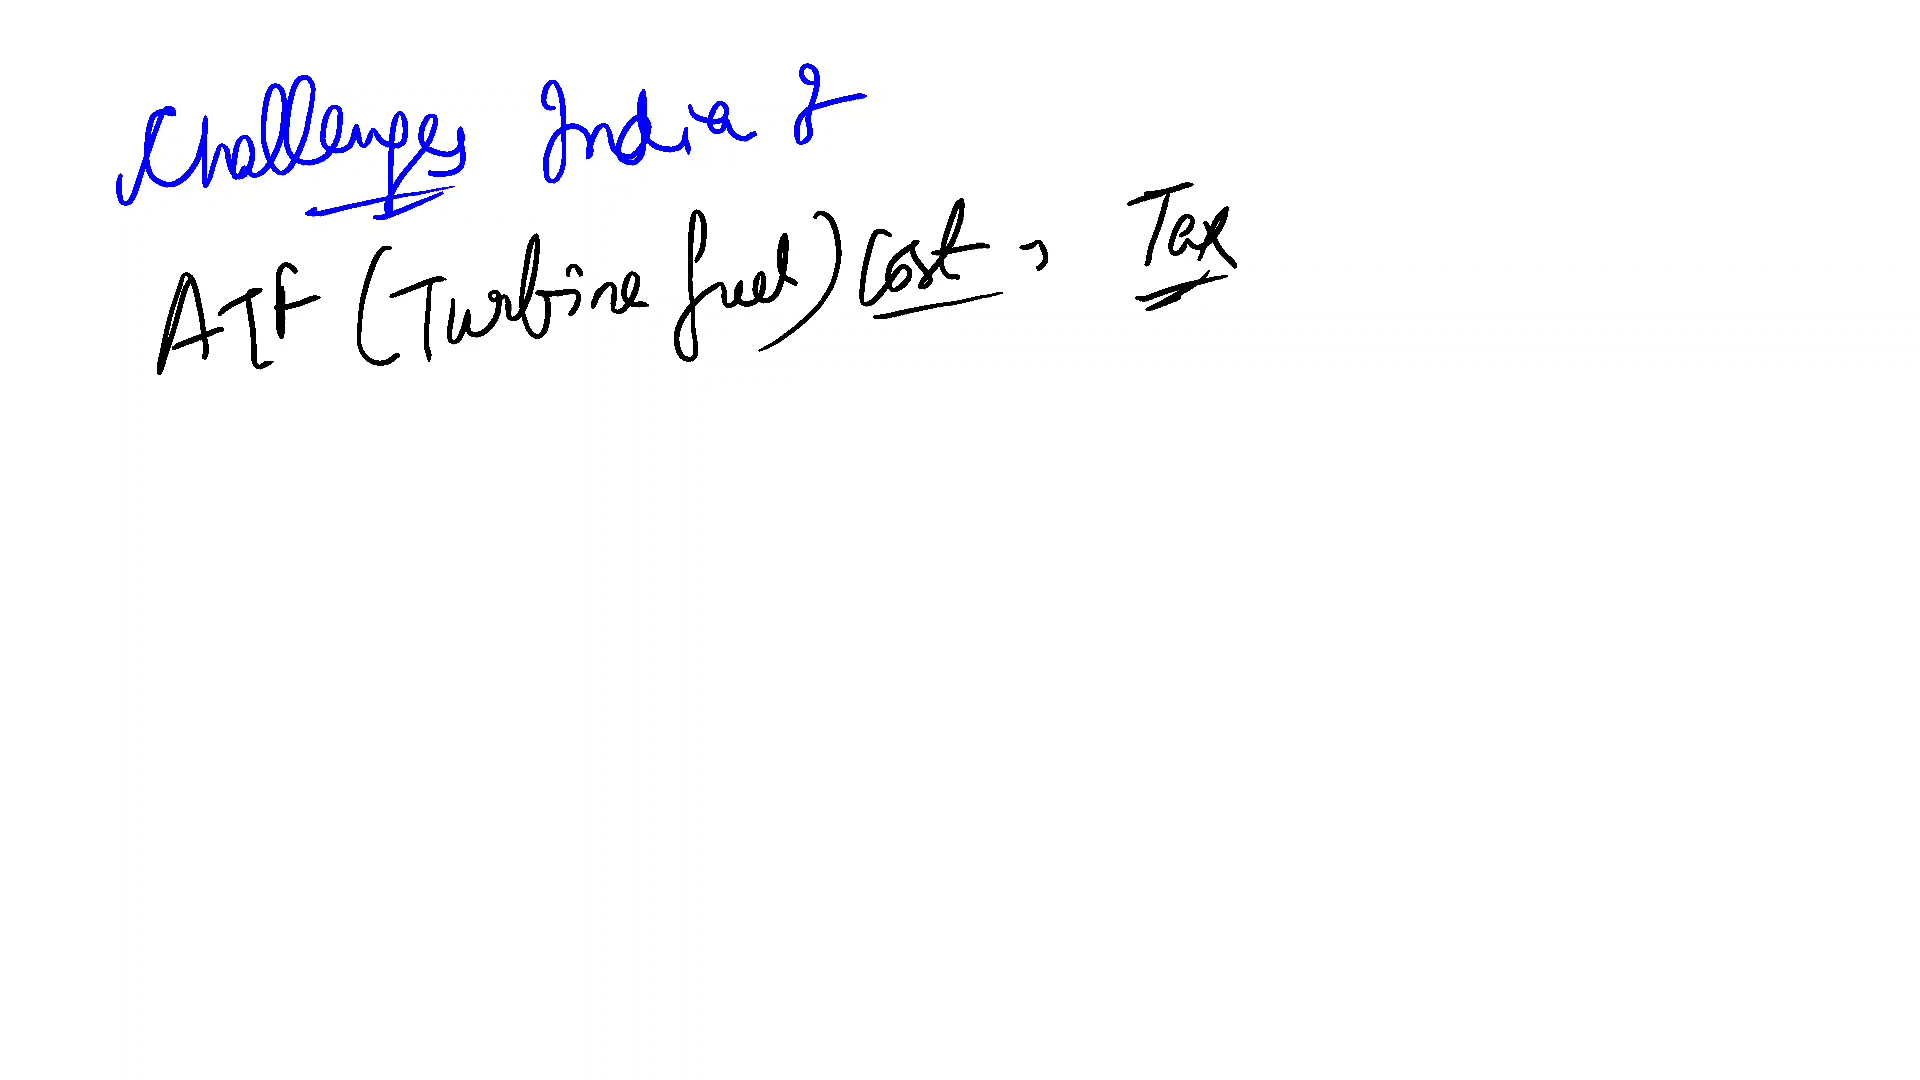 Challenges India
ATF (Turbine fuel) Cost, Tax